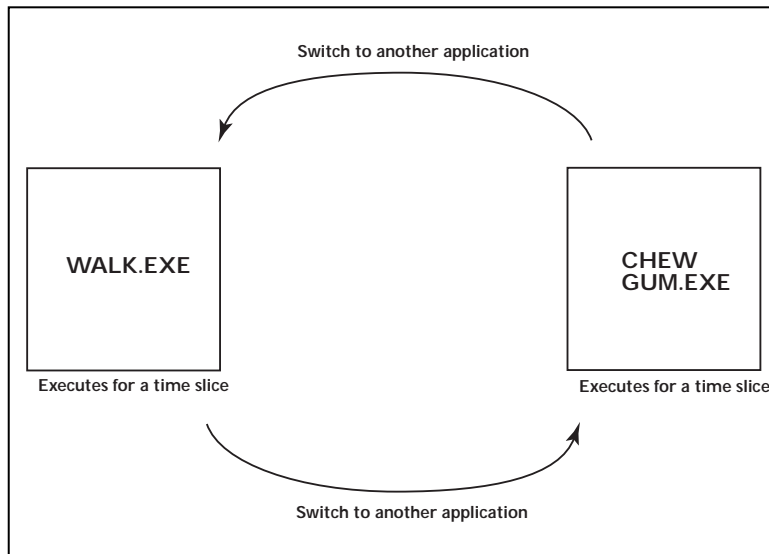 Switch to another application
WALK.EXE
CHEW
GUM.EXE
Executes for a time slice
Executes for a time slice
Switch to another application